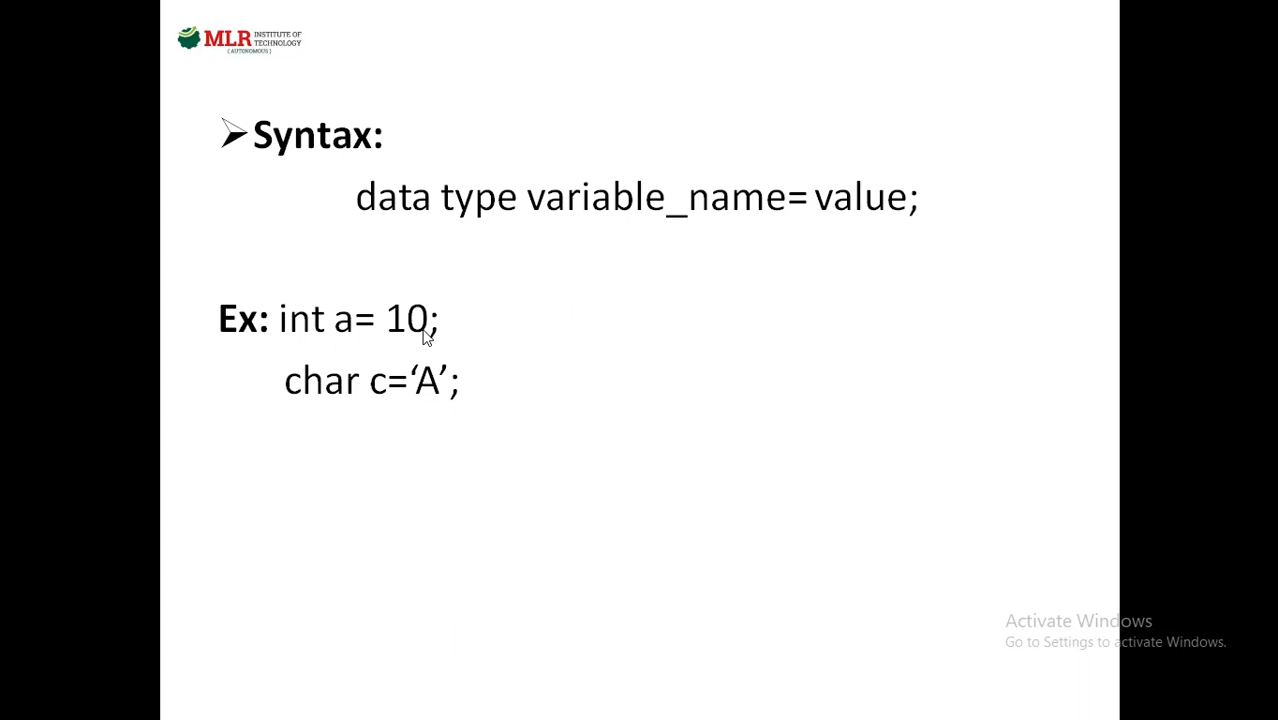 MLR INSTITUTE OF
TECHNOLOGY
(AUTONOMOUS)
Syntax:
data type variable_name= value;
Ex: int a= 10;
char c=‘A’;
Activate Windows
Go to Settings to activate Windows.